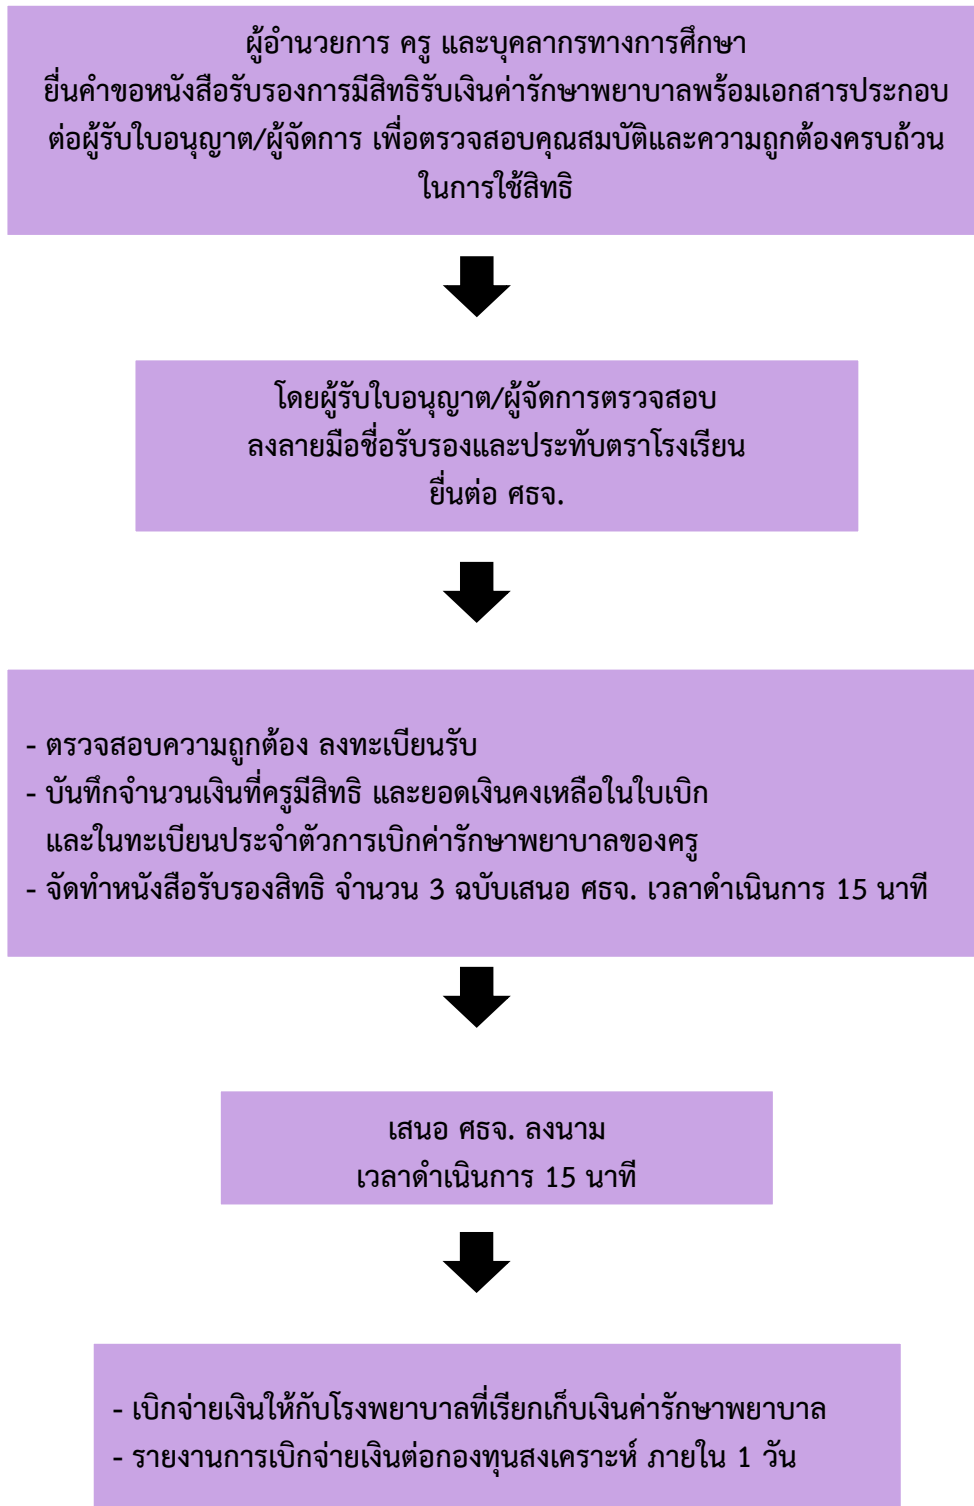 ผู้อำนวยการ ครู และบุคลากรทางการศึกษา
ยื่นคำขอหนังสือรับรองการมีสิทธิรับเงินค่ารักษาพยาบาลพร้อมเอกสารประกอบ
ต่อผู้รับใบอนุญาต/ผู้จัดการ เพื่อตรวจสอบคุณสมบัติและความถูกต้องครบถ้วน
ในการใช้สิทธิ
โดยผู้รับใบอนุญาต/ผู้จัดการตรวจสอบ
ลงลายมือชื่อรับรองและประทับตราโรงเรียน
ยื่นต่อ ศธจ.
- ตรวจสอบความถูกต้อง ลงทะเบียนรับ
- บันทึกจำนวนเงินที่ครูมีสิทธิ และยอดเงินคงเหลือในใบเบิก
และในทะเบียนประจำตัวการเบิกค่ารักษาพยาบาลของครู
- จัดทำหนังสือรับรองสิทธิ จำนวน 3 ฉบับเสนอ ศธจ. เวลาดำเนินการ 15 นาที
เสนอ ศธจ. ลงนาม
เวลาดำเนินการ 15 นาที
- เบิกจ่ายเงินให้กับโรงพยาบาลที่เรียกเก็บเงินค่ารักษาพยาบาล
- รายงานการเบิกจ่ายเงินต่อกองทุนสงเคราะห์ ภายใน 1 วัน